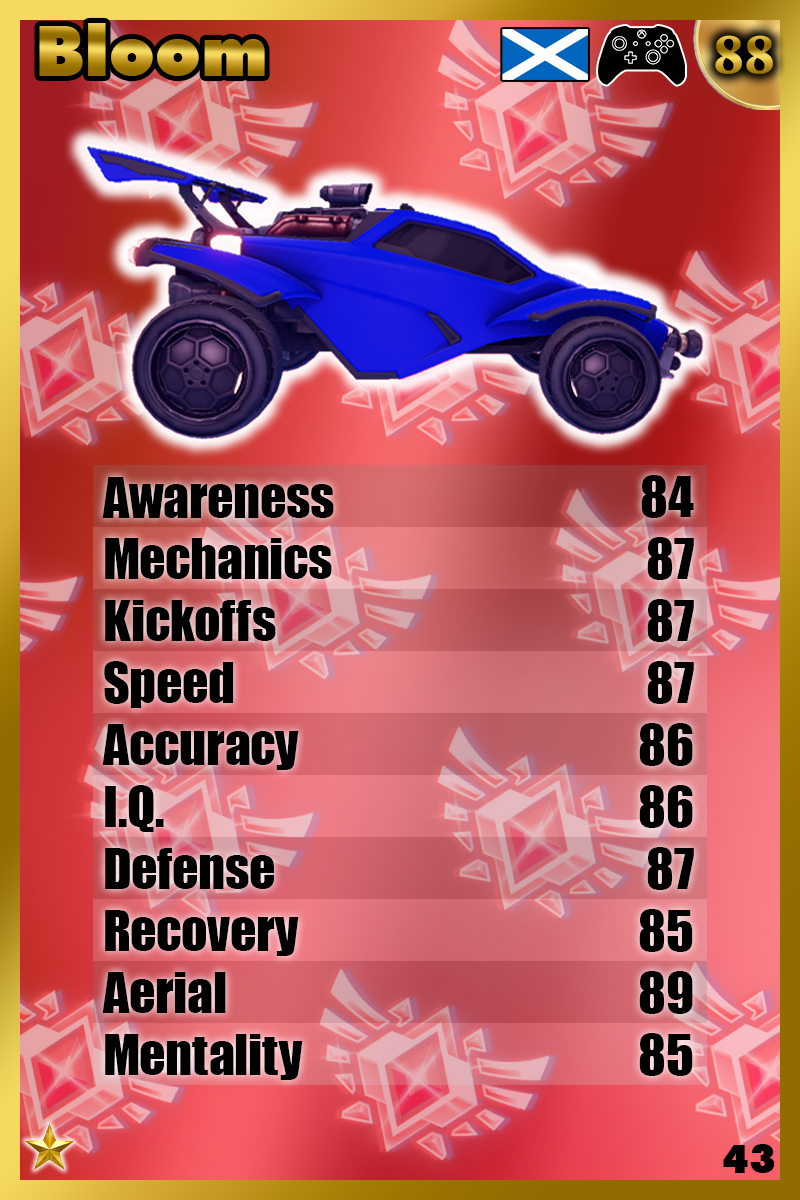 Bloom 88
Awareness 84
Mechanics 87
Kickoffs 87
Speed 87
Accuracy 86
I.Q. 86
Defense 87
Recovery 85
Aerial 89
Mentality 85
43